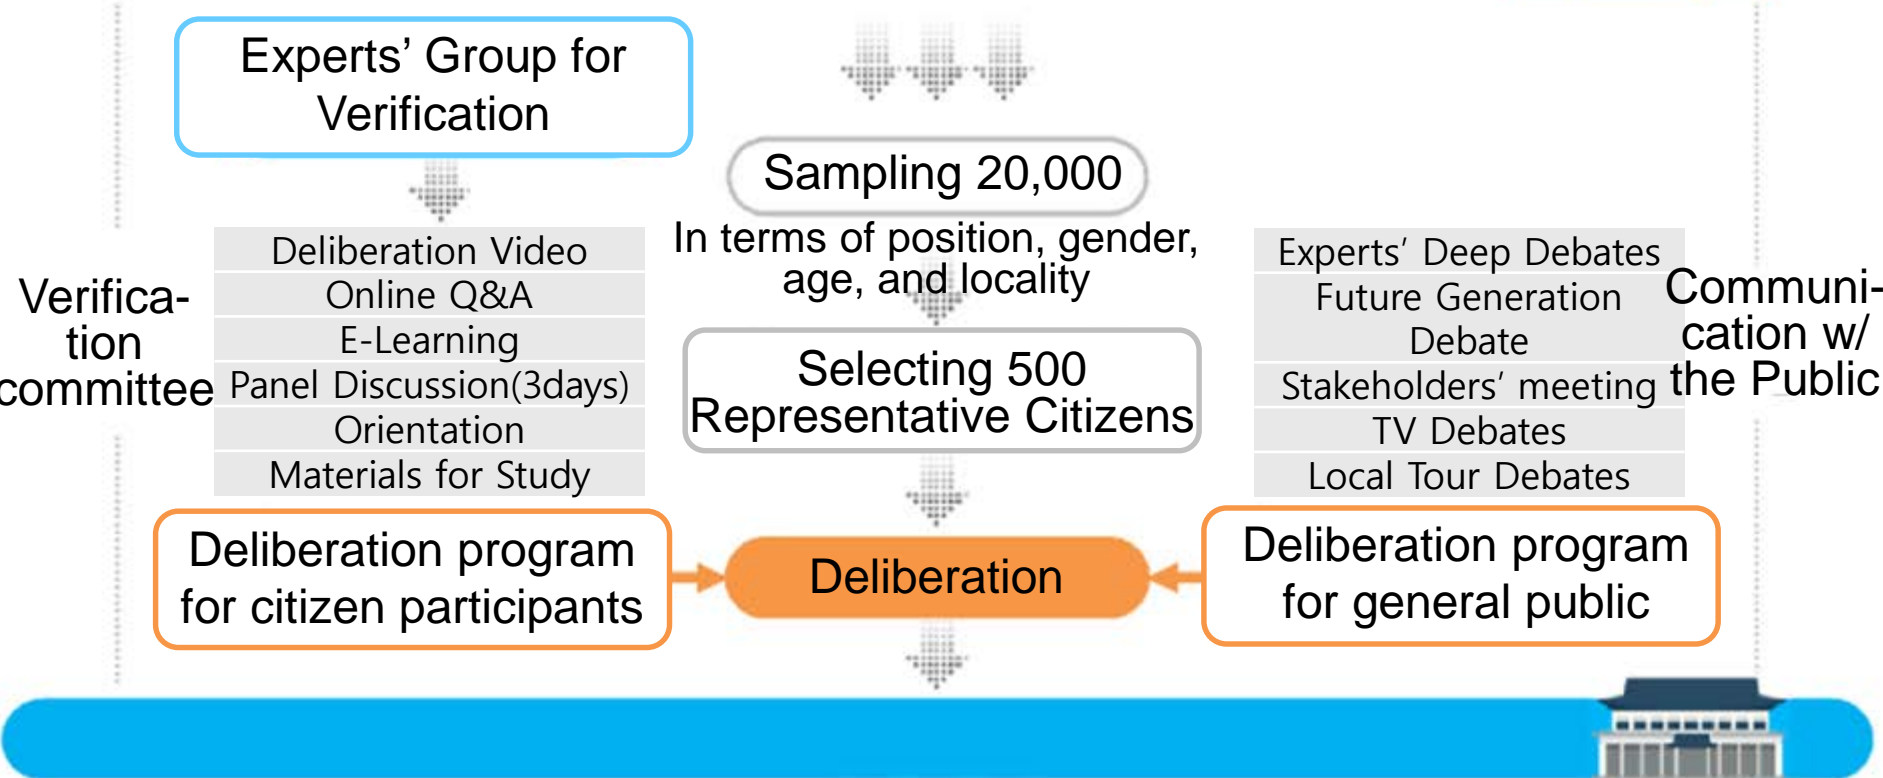 Experts’ Group for
Verification
Sampling 20,000
In terms of position, gender,
age, and locality
Selecting 500
Representative Citizens
Verifica-
tion
committee
Deliberation Video
Online Q&A
E-Learning
Panel Discussion(3days)
Orientation
Materials for Study
Experts’ Deep Debates
Future Generation
Debate
Stakeholders’ meeting
TV Debates
Local Tour Debates
Communi-
cation w/
the Public
Deliberation program
for citizen participants
Deliberation
Deliberation program
for general public